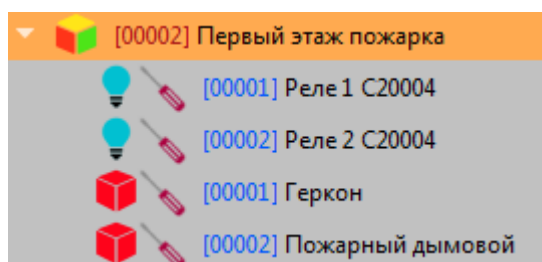 [00002] Первый этаж пожарка
[00001] Реле 1 С20004
[00002] Реле 2 С20004
[00001] Геркон
[00002] Пожарный дымовой